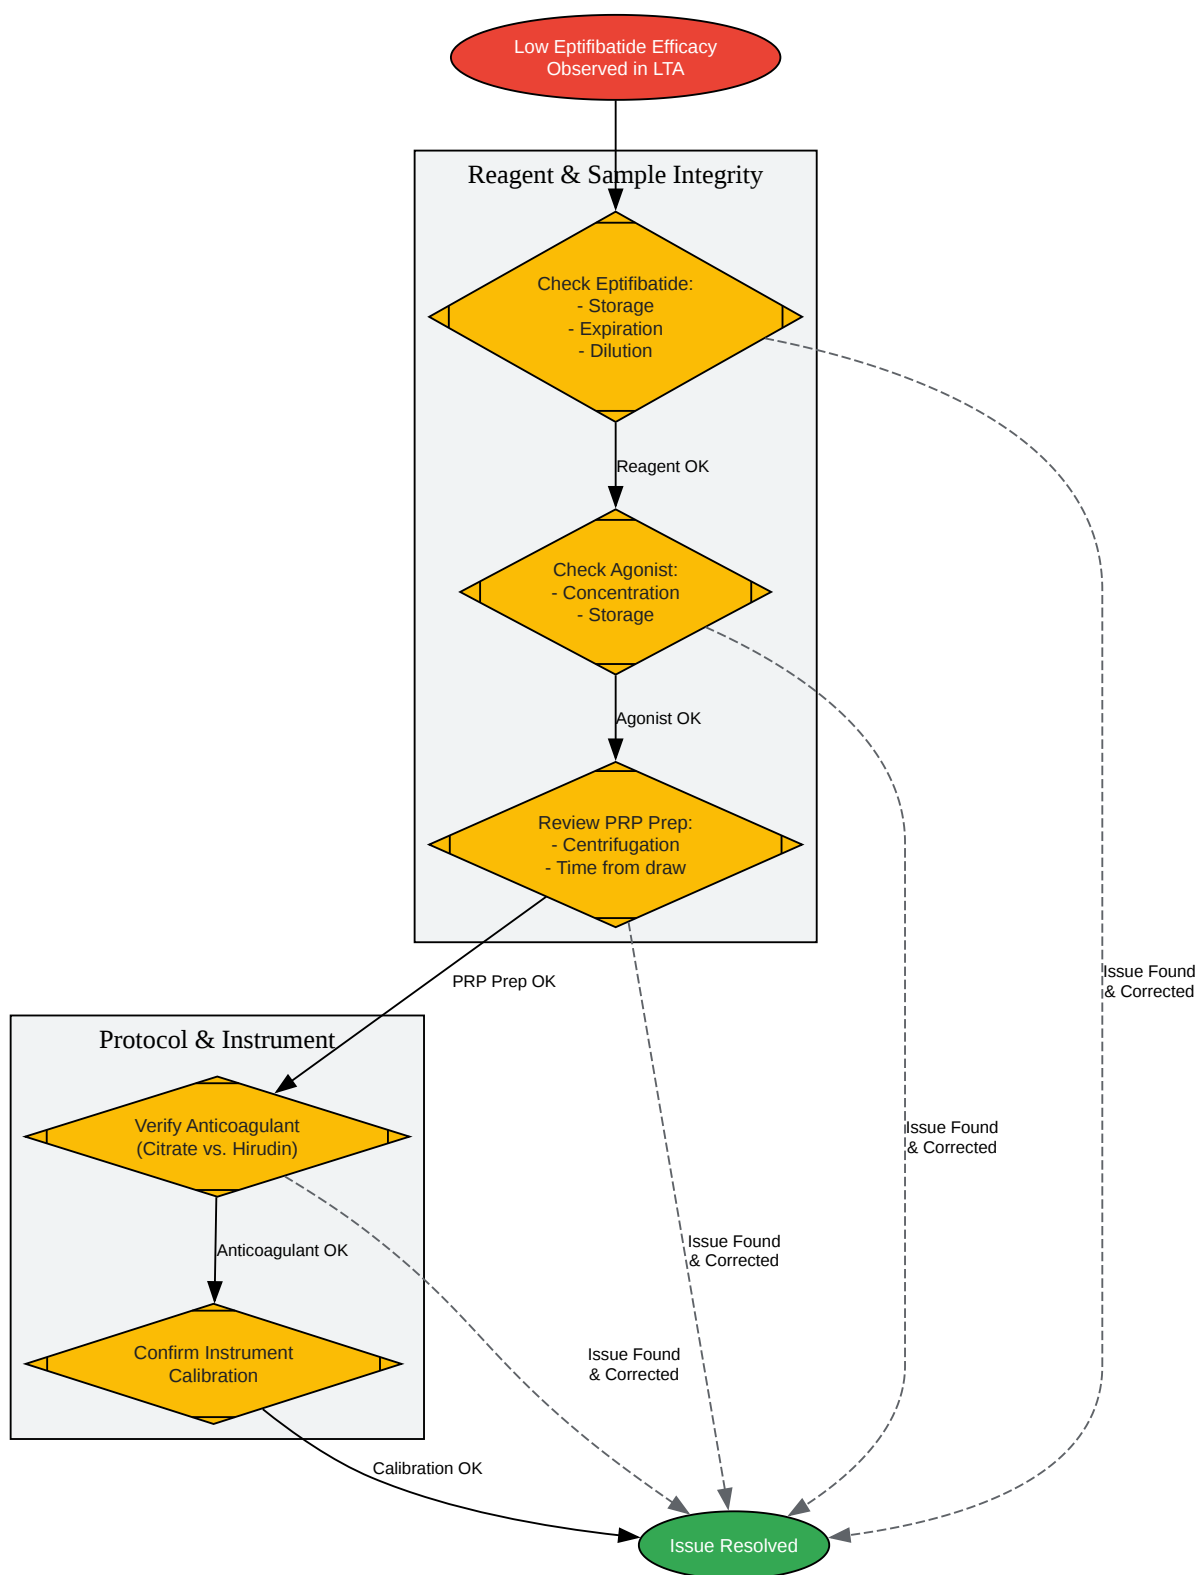 Low Eptifibatide Efficacy
Observed in LTA
Reagent & Sample Integrity
Check Eptifibatide:
- Storage
- Expiration
- Dilution
Reagent OK
Check Agonist:
- Concentration
- Storage
Agonist OK
Review PRP Prep:
- Centrifugation
- Time from draw
PRP Prep OK
Issue Found
& Corrected
Protocol & Instrument
Verify Anticoagulant
(Citrate vs. Hirudin)
Issue Found
& Corrected
Anticoagulant OK
Issue Found
& Corrected
Confirm Instrument
Calibration
Issue Found
& Corrected
Calibration OK
Issue Resolved